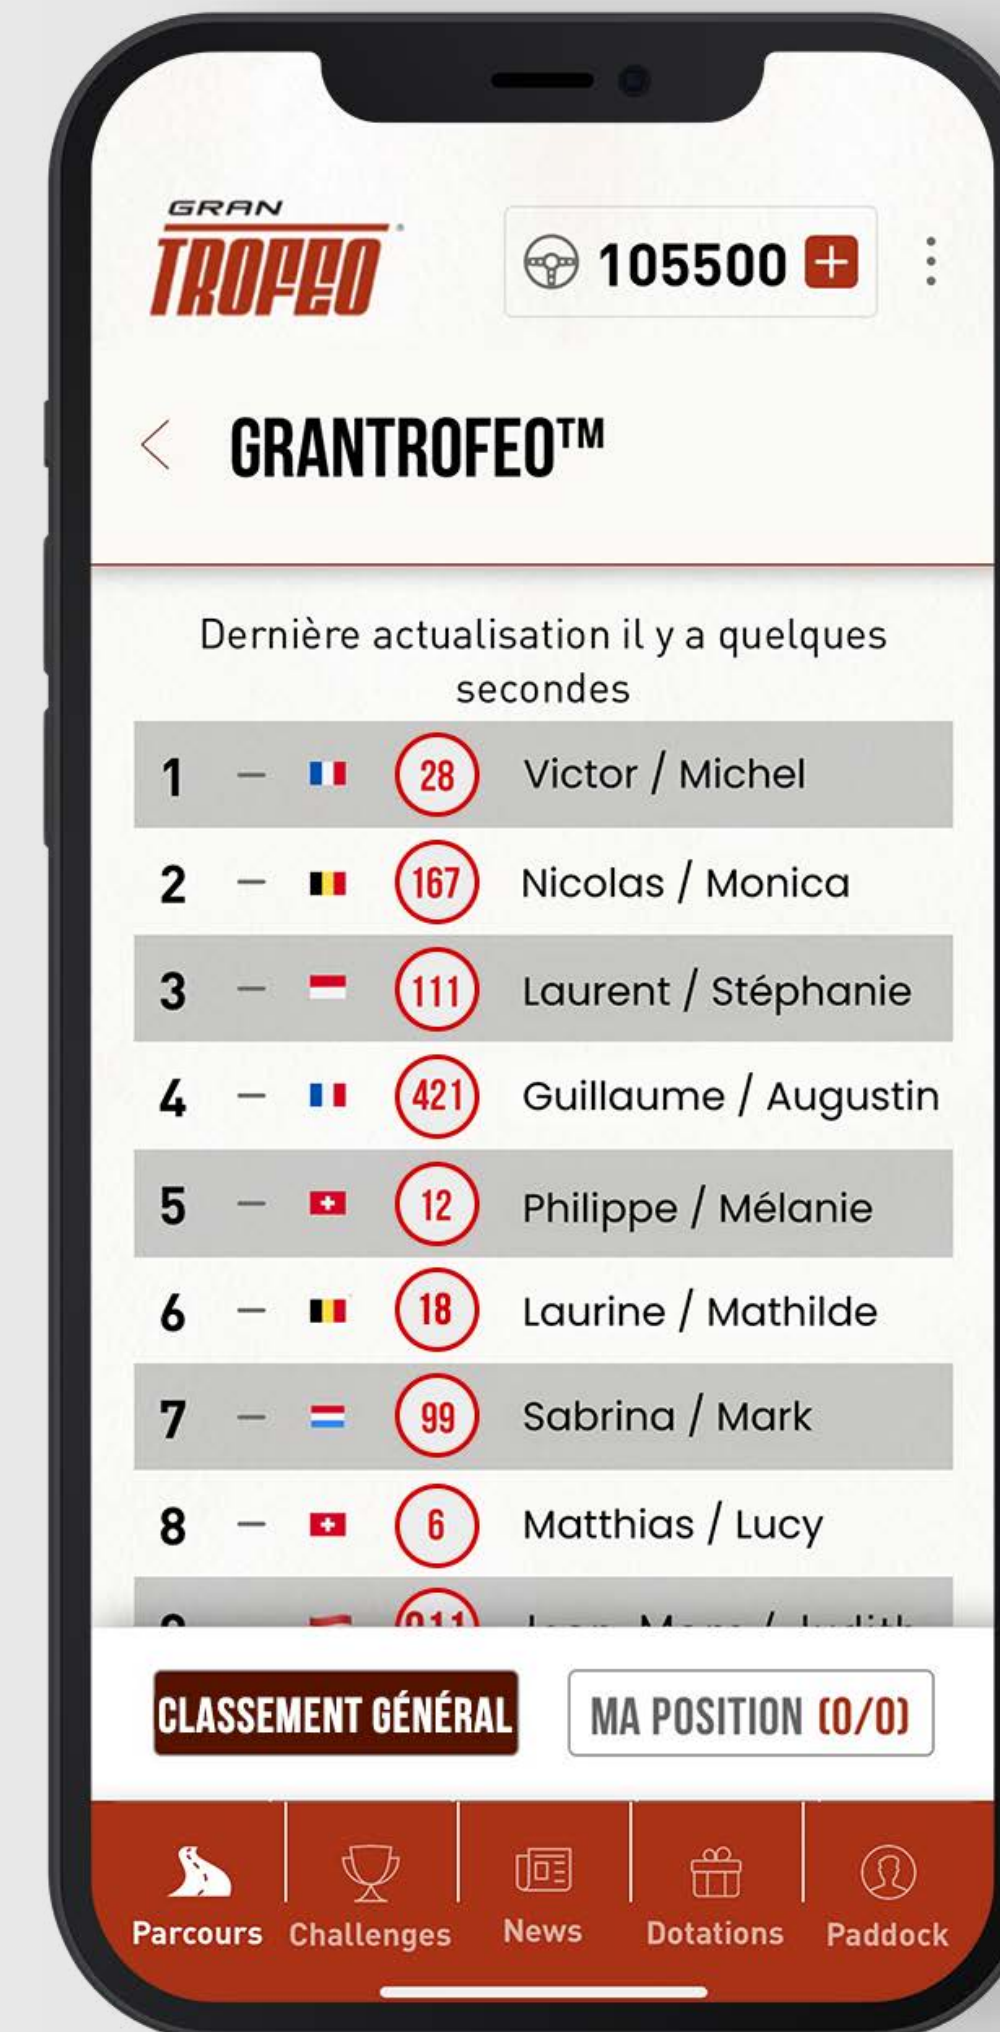 GRAN
TROFEO
105500
GRANTROFEO™
Dernière actualisation il y a quelques
secondes
1 – 28 Victor / Michel
2 – 167 Nicolas / Monica
3 – 111 Laurent / Stéphanie
4 – 421 Guillaume / Augustin
5 – 12 Philippe / Mélanie
6 – 18 Laurine / Mathilde
7 – 99 Sabrina / Mark
8 – 6 Matthias / Lucy
CLASSEMENT GÉNÉRAL MA POSITION (0/0)
Parcours Challenges News Dotations Paddock